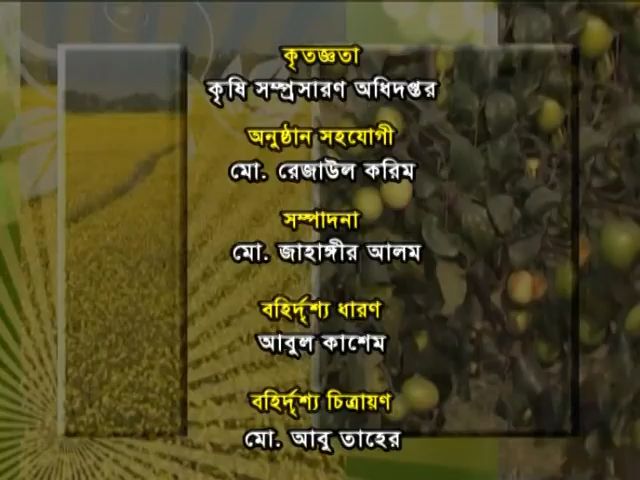 কৃতজ্ঞতা
কৃষি সম্প্রসারণ অধিদপ্তর
অনুষ্ঠান সহযোগী
মো. রেজাউল করিম
সম্পাদনা
মো. জাহাঙ্গীর আলম
বহির্দৃশ্য ধারণ
আবুল কাশেম
বহির্দৃশ্য চিত্রায়ণ
মো. আবু তাহের